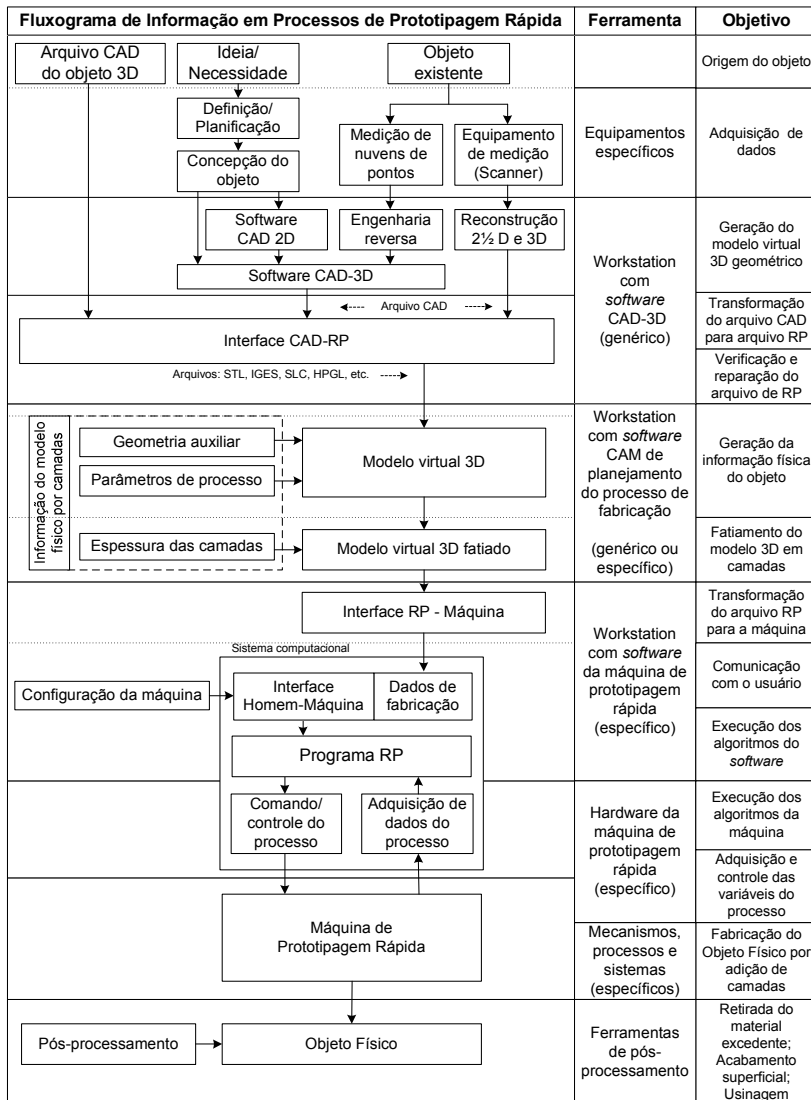 Fluxograma de Informação em Processos de Prototipagem Rápida
Ferramenta
Objetivo
Arquivo CAD
do objeto 3D
Ideia/
Necessidade
Objeto
existente
Origem do objeto
Definição/
Planificação
Concepção do
objeto
Medição de
nuvens de
pontos
Equipamento
de medição
(Scanner)
Equipamentos
específicos
Adquisição de
dados
Software
CAD 2D
Engenharia
reversa
Reconstrução
2½ D e 3D
Software CAD-3D
Workstation
com
software
CAD-3D
(genérico)
Geração do
modelo virtual
3D geométrico
Arquivo CAD
Interface CAD-RP
Transformação
do arquivo CAD
para arquivo RP
Arquivos: STL, IGES, SLC, HPGL, etc.
Verificação e
reparação do
arquivo de RP
Informação do modelo
físico por camadas
Geometria auxiliar
Parâmetros de processo
Modelo virtual 3D
Workstation
com software
CAM de
planejamento
do processo de
fabricação
(genérico ou
específico)
Geração da
informação física
do objeto
Espessura das camadas
Modelo virtual 3D fatiado
Fatiamento do
modelo 3D em
camadas
Interface RP - Máquina
Workstation
com software
da máquina de
prototipagem
rápida
(específico)
Transformação
do arquivo RP
para a máquina
Sistema computacional
Configuração da máquina
Interface
Homem-Máquina
Dados de
fabricação
Comunicação
com o usuário
Programa RP
Execução dos
algoritmos do
software
Comando/
controle do
processo
Adquisição de
dados do
processo
Hardware da
máquina de
prototipagem
rápida
(específico)
Execução dos
algoritmos da
máquina
Adquisição e
controle das
variáveis do
processo
Máquina de
Prototipagem Rápida
Mecanismos,
processos e
sistemas
(específicos)
Fabricação do
Objeto Físico por
adição de
camadas
Pós-processamento
Objeto Físico
Ferramentas
de pós-
processamento
Retirada do
material
excedente;
Acabamento
superficial;
Usinagem